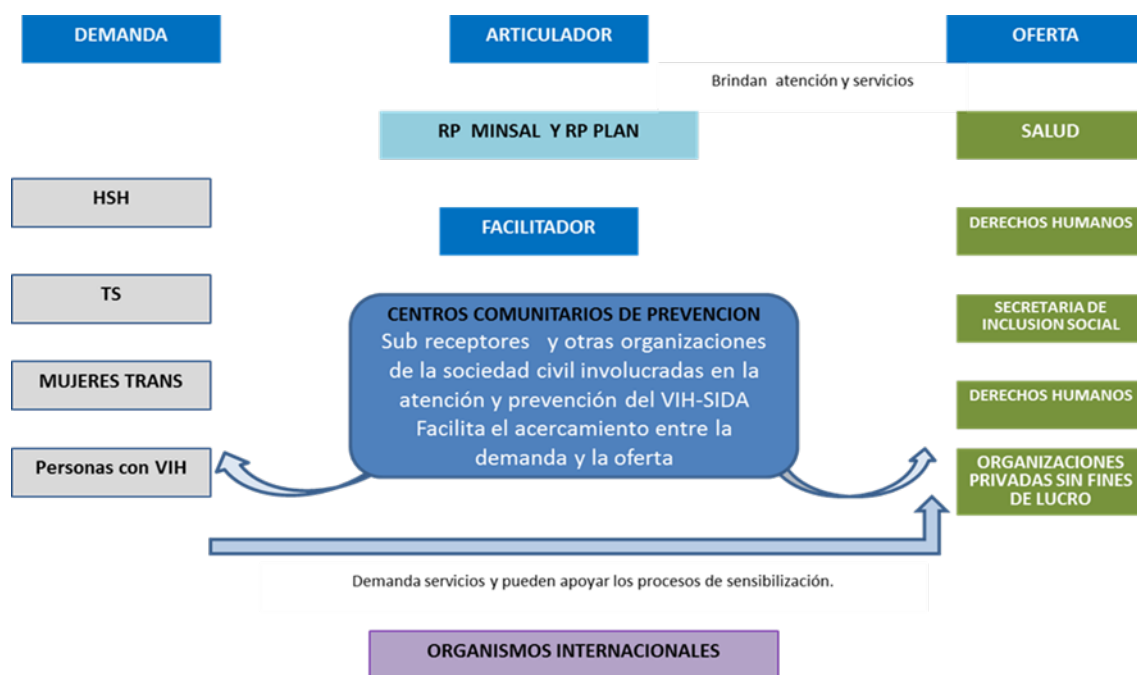 DEMANDA
ARTICULADOR
OFERTA
Brindan atención y servicios
RP MINSAL Y RP PLAN
SALUD
HSH
FACILITADOR
DERECHOS HUMANOS
TS
CENTROS COMUNITARIOS DE PREVENCION
Sub receptores y otras organizaciones
de la sociedad civil involucradas en la
atención y prevención del VIH-SIDA
Facilita el acercamiento entre la
demanda y la oferta
SECRETARIA DE
INCLUSION SOCIAL
MUJERES TRANS
DERECHOS HUMANOS
Personas con VIH
ORGANIZACIONES
PRIVADAS SIN FINES
DE LUCRO
Demanda servicios y pueden apoyar los procesos de sensibilización.
ORGANISMOS INTERNACIONALES